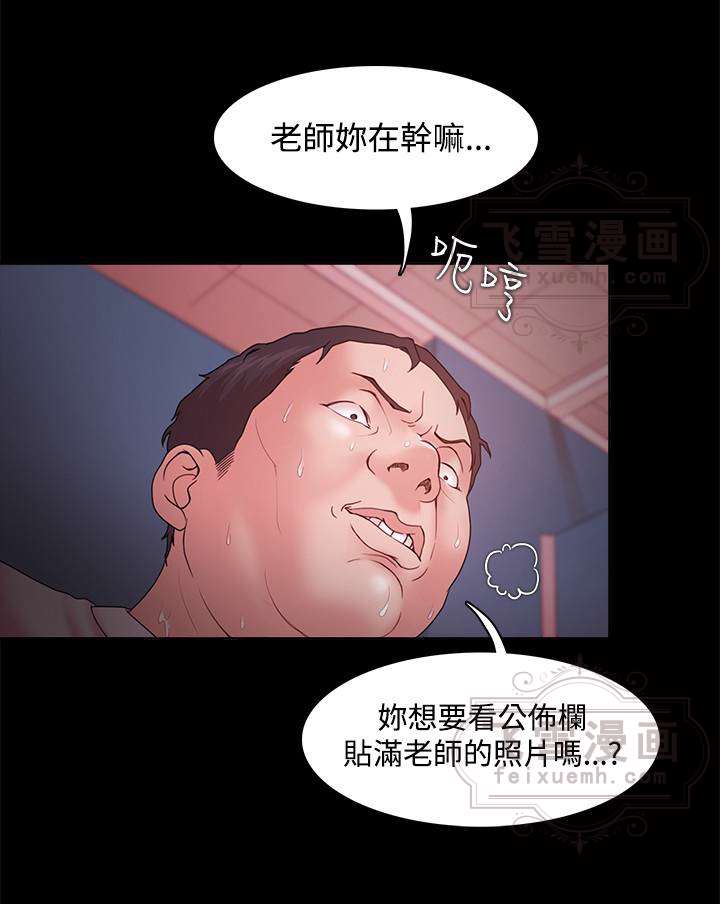 老師妳在幹嘛...
飞雪漫画
feixuemh.com
呃哼
妳想要看公佈欄
貼滿老師的照片嗎...?
飞雪漫画
feixuemh.com